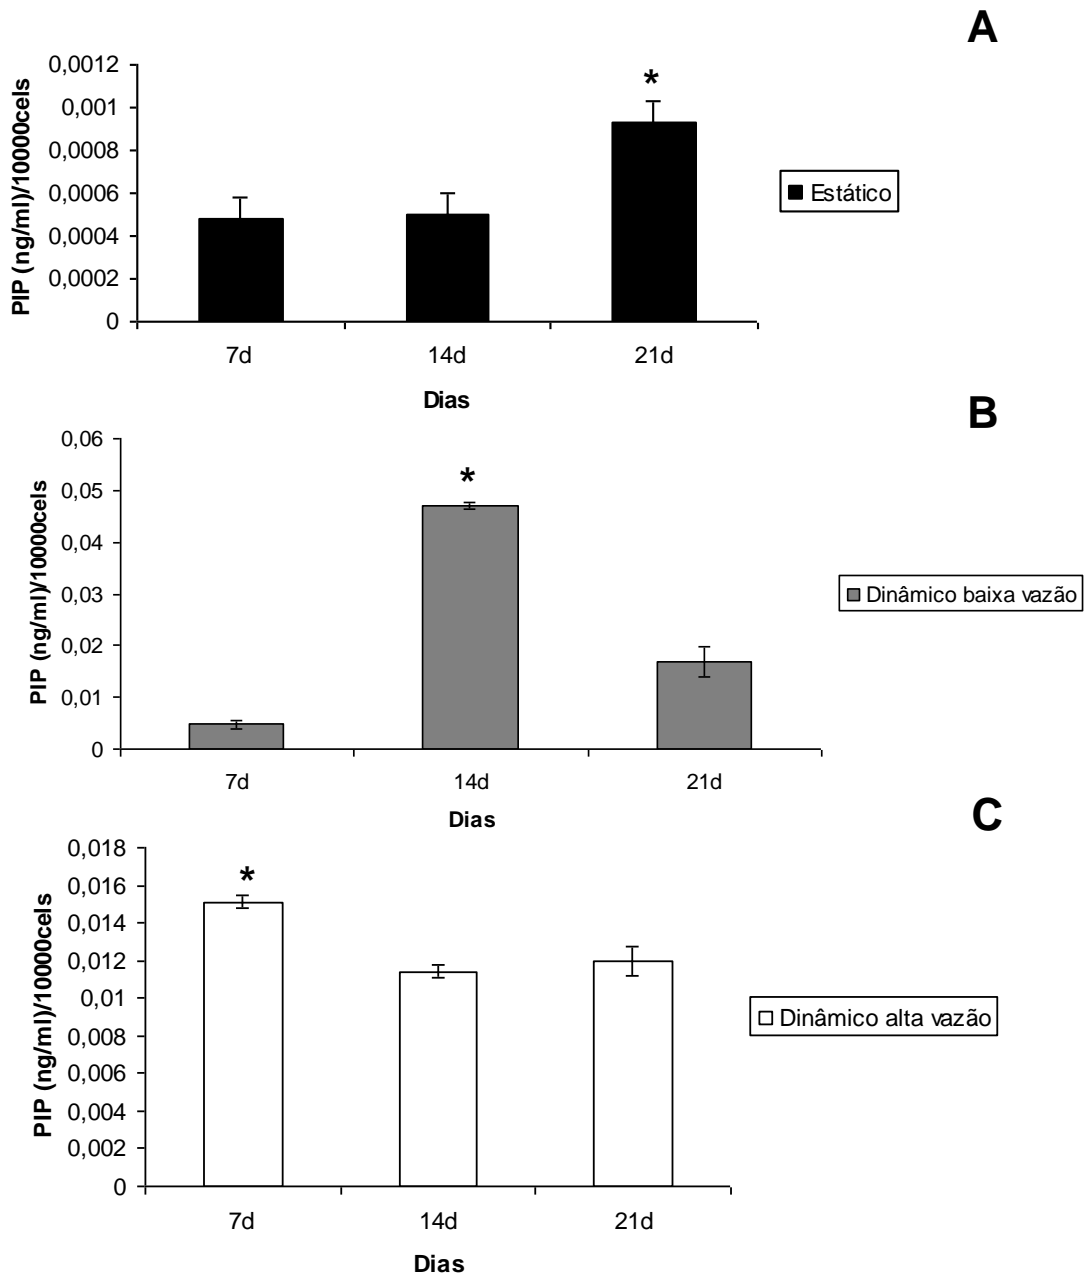 A
PIP (ng/ml)/10000cels
0,0012
0,001
0,0008
0,0006
0,0004
0,0002
0
*
7d
14d
21d
Dias
Estático
B
PIP (ng/ml)/10000cels
0,06
0,05
0,04
0,03
0,02
0,01
0
*
7d
14d
21d
Dias
Dinâmico baixa vazão
C
PIP (ng/ml)/10000cels
0,018
0,016
0,014
0,012
0,01
0,008
0,006
0,004
0,002
0
*
7d
14d
21d
Dias
Dinâmico alta vazão